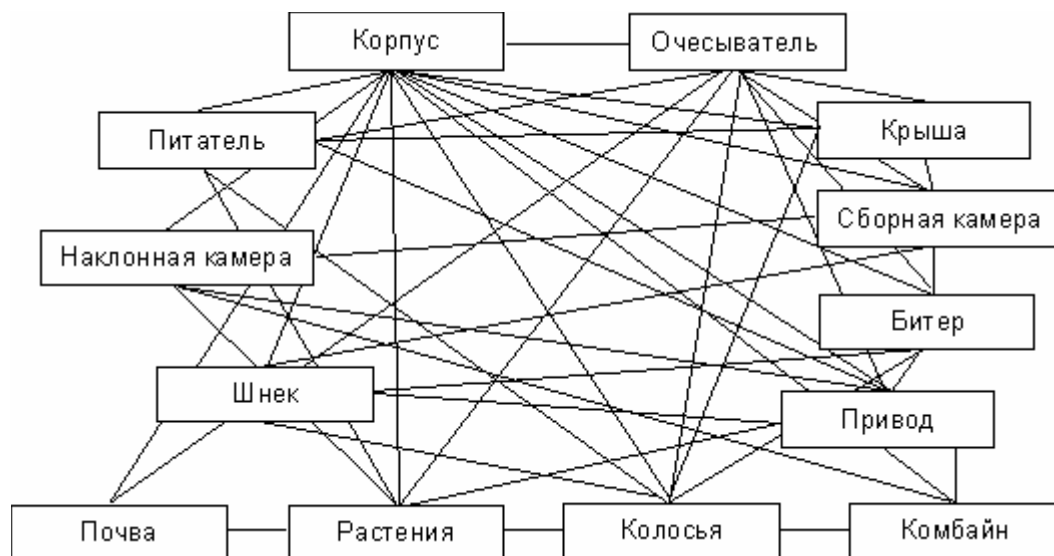 Корпус
Очесыватель
Питатель
Крыша
Сборная камера
Наклонная камера
Битер
Шнек
Привод
Почва
Растения
Колосья
Комбайн